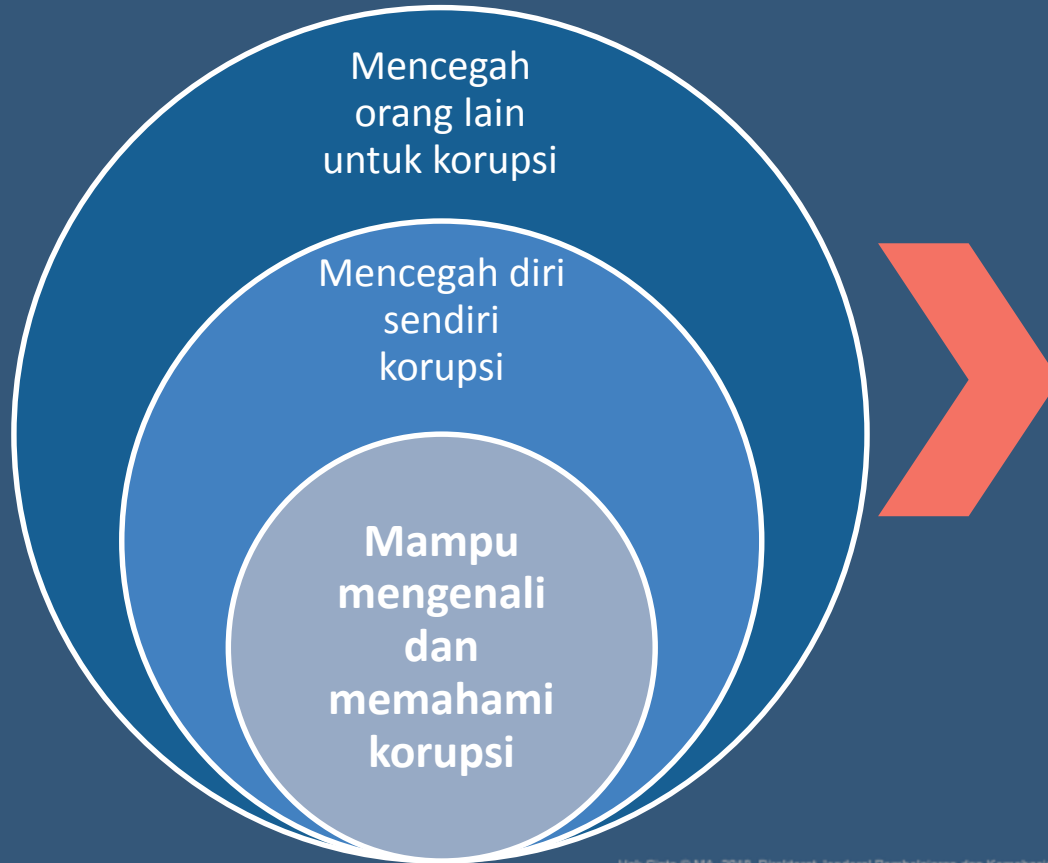 Mencegah
orang lain
untuk korupsi
Mencegah diri
sendiri
korupsi
Mampu
mengenali
dan
memahami
korupsi